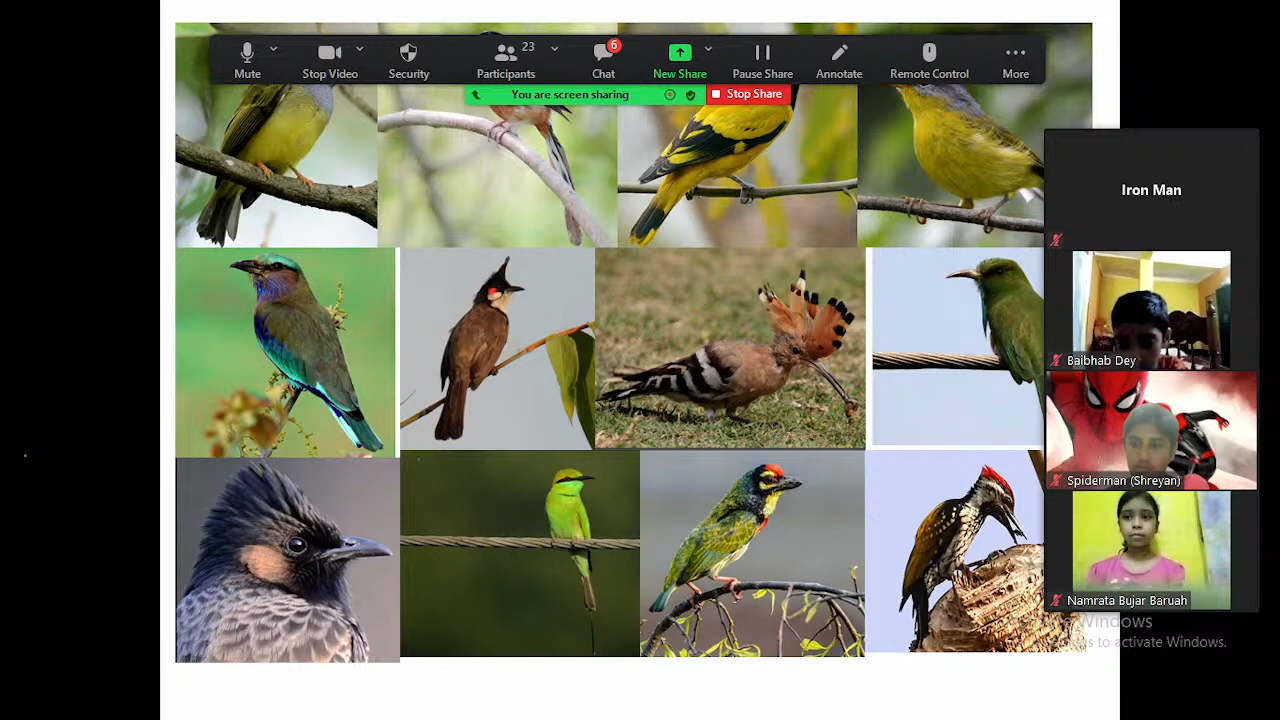 23
6
Mute
Stop Video
Security
Participants
Chat
New Share
Pause Share
Annotate
Remote Control
More
You are screen sharing
Stop Share
Iron Man
Baibhab Dey
Spiderman (Shreyan)
Namrata Bujar Baruah
Windows
to activate Windows.